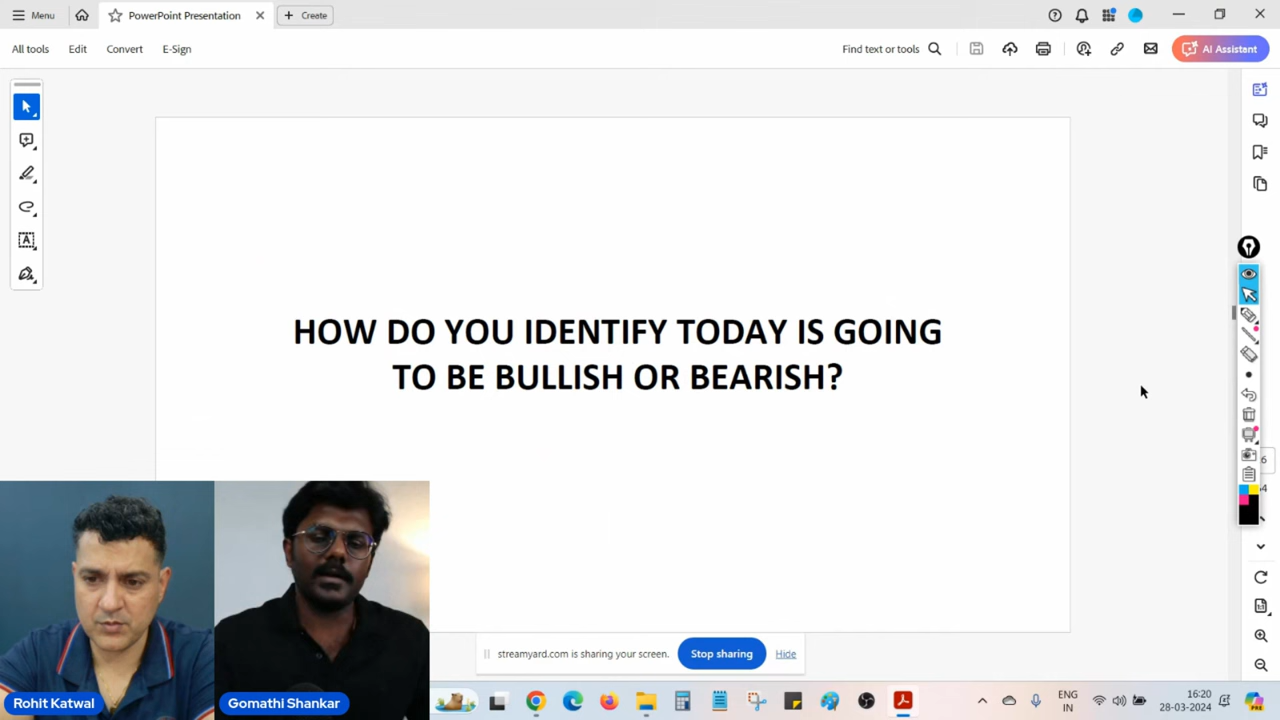 Menu
PowerPoint Presentation
Create
All tools
Edit
Convert
E-Sign
Find text or tools
AI Assistant
HOW DO YOU IDENTIFY TODAY IS GOING
TO BE BULLISH OR BEARISH?
streamyard.com is sharing your screen.
Stop sharing
Hide
Rohit Katwal
Gomathi Shankar
ENG
IN
16:20
28-03-2024